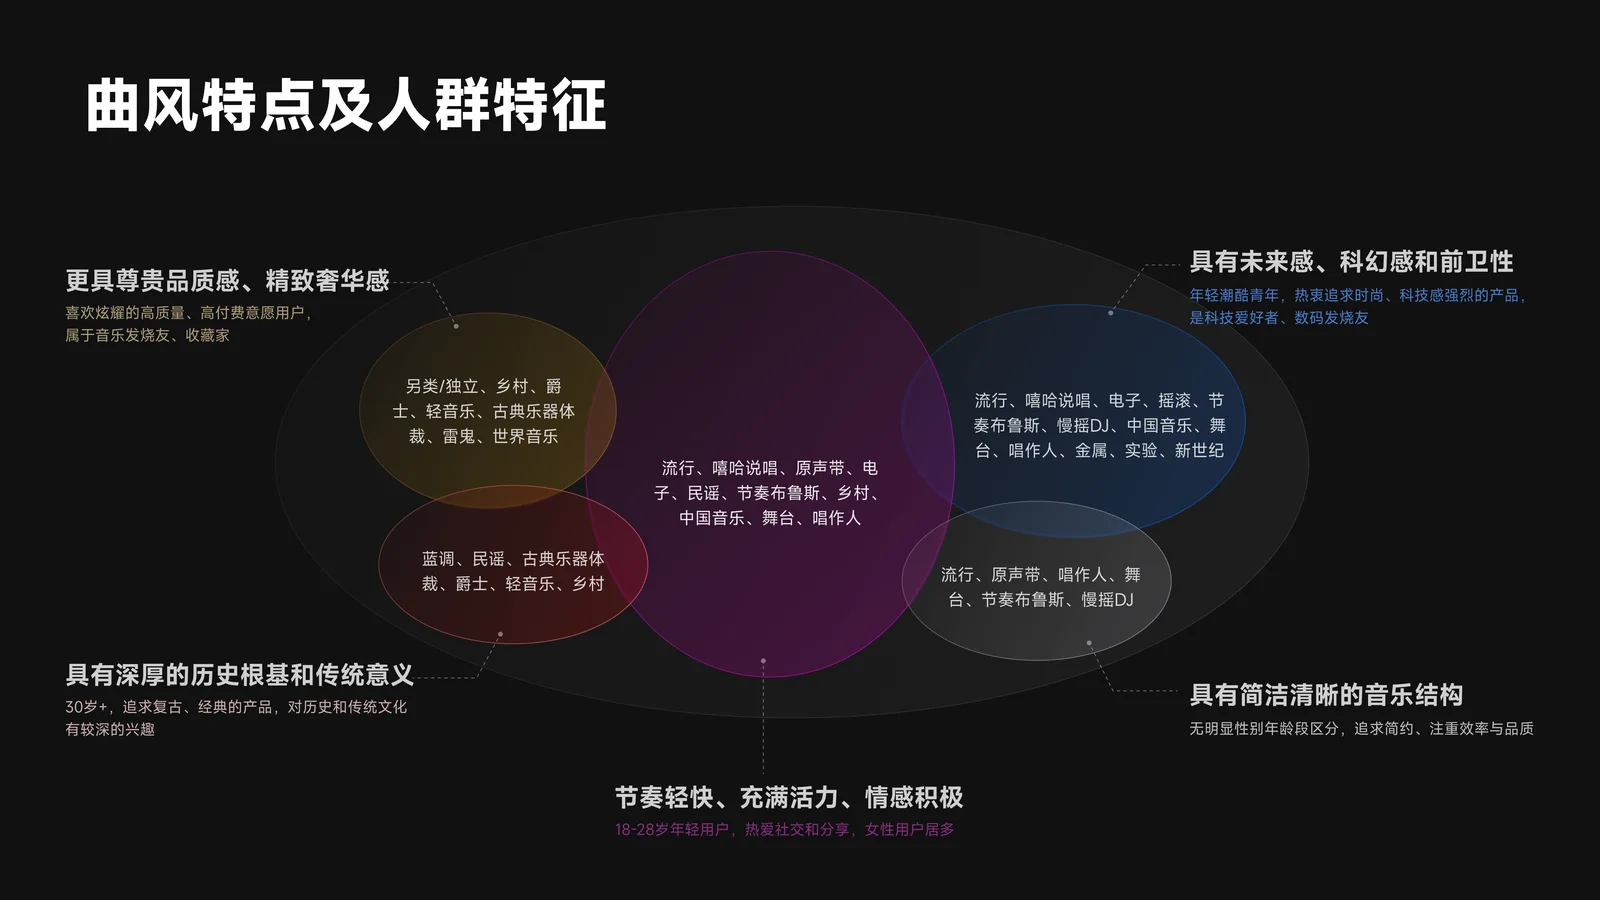 曲风特点及人群特征
更具尊贵品质感、精致奢华感
喜欢炫耀的高质量、高付费意愿用户，
属于音乐发烧友、收藏家
具有未来感、科幻感和前卫性
年轻潮酷青年，热衷追求时尚、科技感强烈的产品，
是科技爱好者、数码发烧友
另类/独立、乡村、爵
士、轻音乐、古典乐器体
裁、雷鬼、世界音乐
流行、嘻哈说唱、原声带、电
子、民谣、节奏布鲁斯、乡村、
中国音乐、舞台、唱作人
流行、嘻哈说唱、电子、摇滚、节
奏布鲁斯、慢摇DJ、中国音乐、舞
台、唱作人、金属、实验、新世纪
蓝调、民谣、古典乐器体
裁、爵士、轻音乐、乡村
流行、原声带、唱作人、舞
台、节奏布鲁斯、慢摇DJ
具有深厚的历史根基和传统意义
30岁+，追求复古、经典的产品，对历史和传统文化
有较深的兴趣
具有简洁清晰的音乐结构
无明显性别年龄段区分，追求简约、注重效率与品质
节奏轻快、充满活力、情感积极
18-28岁年轻用户，热爱社交和分享，女性用户居多